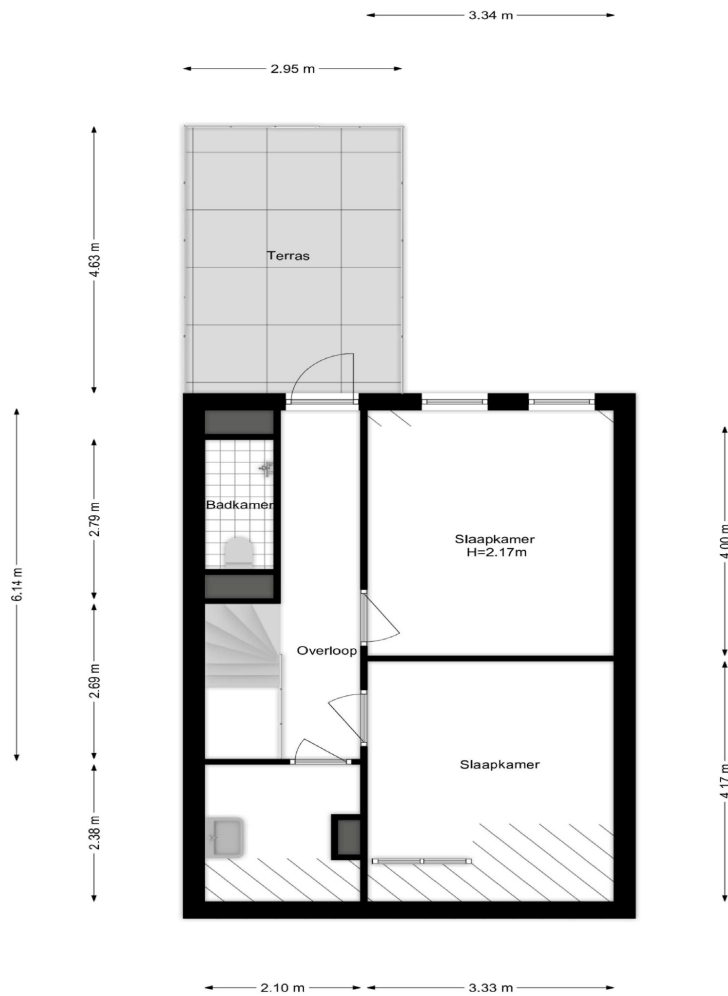 3.34 m
2.95 m
4.63 m
Terras
6.14 m
2.79 m
Badkamer
Slaapkamer
H=2.17m
4.00 m
Overloop
2.69 m
Slaapkamer
4.17 m
2.38 m
2.10 m
3.33 m